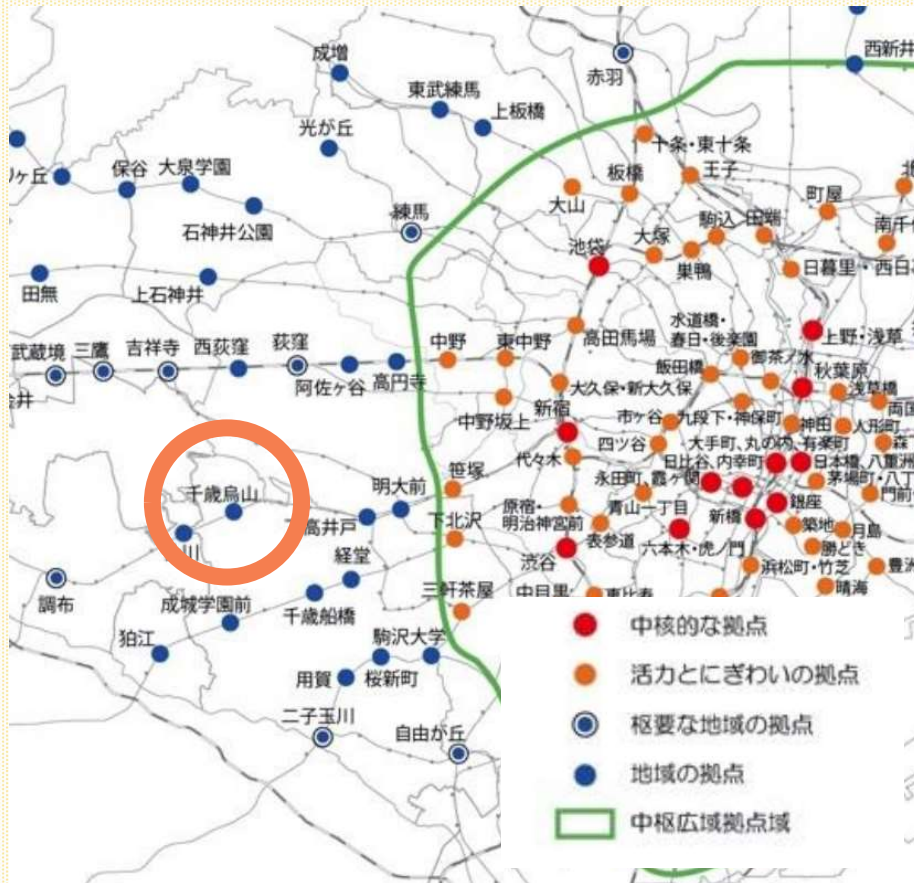 成増
赤羽
西新井
東武練馬
上板橋
光が丘
十条・東十条
保谷
大泉学園
板橋
王子
大山
町屋
石神井公園
練馬
駒込
田端
大塚
池袋
巣鴨
日暮里・西日
南千
田無
上石神井
水道橋・
春日・後楽園
高田馬場
上野・浅草
武蔵境
三鷹
吉祥寺
西荻窪
荻窪
中野
東中野
飯田橋
御茶ノ水
秋葉原
阿佐ヶ谷
高円寺
大久保・新大久保
浅草橋
両国
中野坂上
新宿
市ヶ谷
九段下・神保町
神田
人形町
代々木
四ツ谷
大手町、丸の内、有楽町
森
千歳烏山
明大前
笹塚
永田町、霞ヶ関
日比谷、内幸町
日本橋、八重洲
茅場町・八丁
高井戸
下北沢
原宿・
明治神宮前
青山一丁目
銀座
門前
川
経堂
表参道
新橋
築地
月島
渋谷
六本木・虎ノ門
勝どき
調布
成城学園前
千歳船橋
三軒茶屋
中目黒
恵比寿
浜松町・竹芝
豊洲
晴海
狛江
駒沢大学
用賀
桜新町
二子玉川
自由が丘
中核的な拠点
活力とにぎわいの拠点
枢要な地域の拠点
地域の拠点
中枢広域拠点域